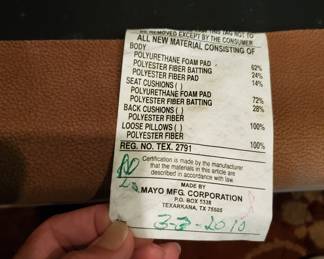 BE REMOVED EXCEPT BY THE CONSUMER
ALL NEW MATERIAL CONSISTING OF
BODY
POLYURETHANE FOAM PAD 62%
POLYESTER FIBER BATTING 24%
POLYESTER FIBER PAD 14%
SEAT CUSHIONS ( )
POLYURETHANE FOAM PAD 72%
POLYESTER FIBER BATTING 28%
BACK CUSHIONS ( )
POLYESTER FIBER 100%
LOOSE PILLOWS ( )
POLYESTER FIBER 100%
REG. NO. TEX. 2791
Certification is made by the manufacturer
that the materials in this article are
described in accordance with law.
MADE BY
MAYO MFG. CORPORATION
P.O. BOX 5338
TEXARKANA, TX 75505
3-3-2010